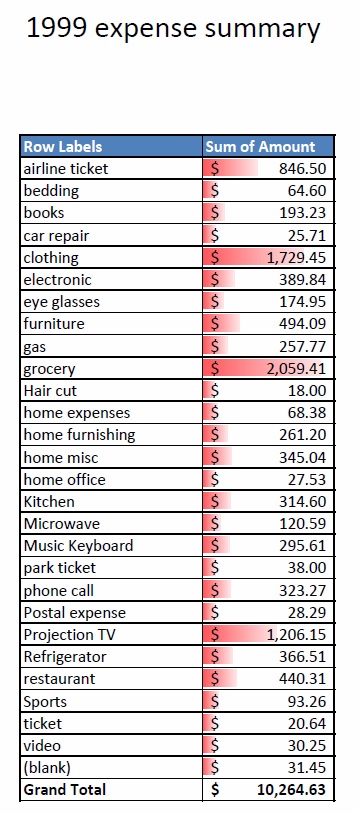 1999 expense summary
Row Labels Sum of Amount
airline ticket $ 846.50
bedding $ 64.60
books $ 193.23
car repair $ 25.71
clothing $ 1,729.45
electronic $ 389.84
eye glasses $ 174.95
furniture $ 494.09
gas $ 257.77
grocery $ 2,059.41
Hair cut $ 18.00
home expenses $ 68.38
home furnishing $ 261.20
home misc $ 345.04
home office $ 27.53
Kitchen $ 314.60
Microwave $ 120.59
Music Keyboard $ 295.61
park ticket $ 38.00
phone call $ 323.27
Postal expense $ 28.29
Projection TV $ 1,206.15
Refrigerator $ 366.51
restaurant $ 440.31
Sports $ 93.26
ticket $ 20.64
video $ 30.25
(blank) $ 31.45
Grand Total $ 10,264.63